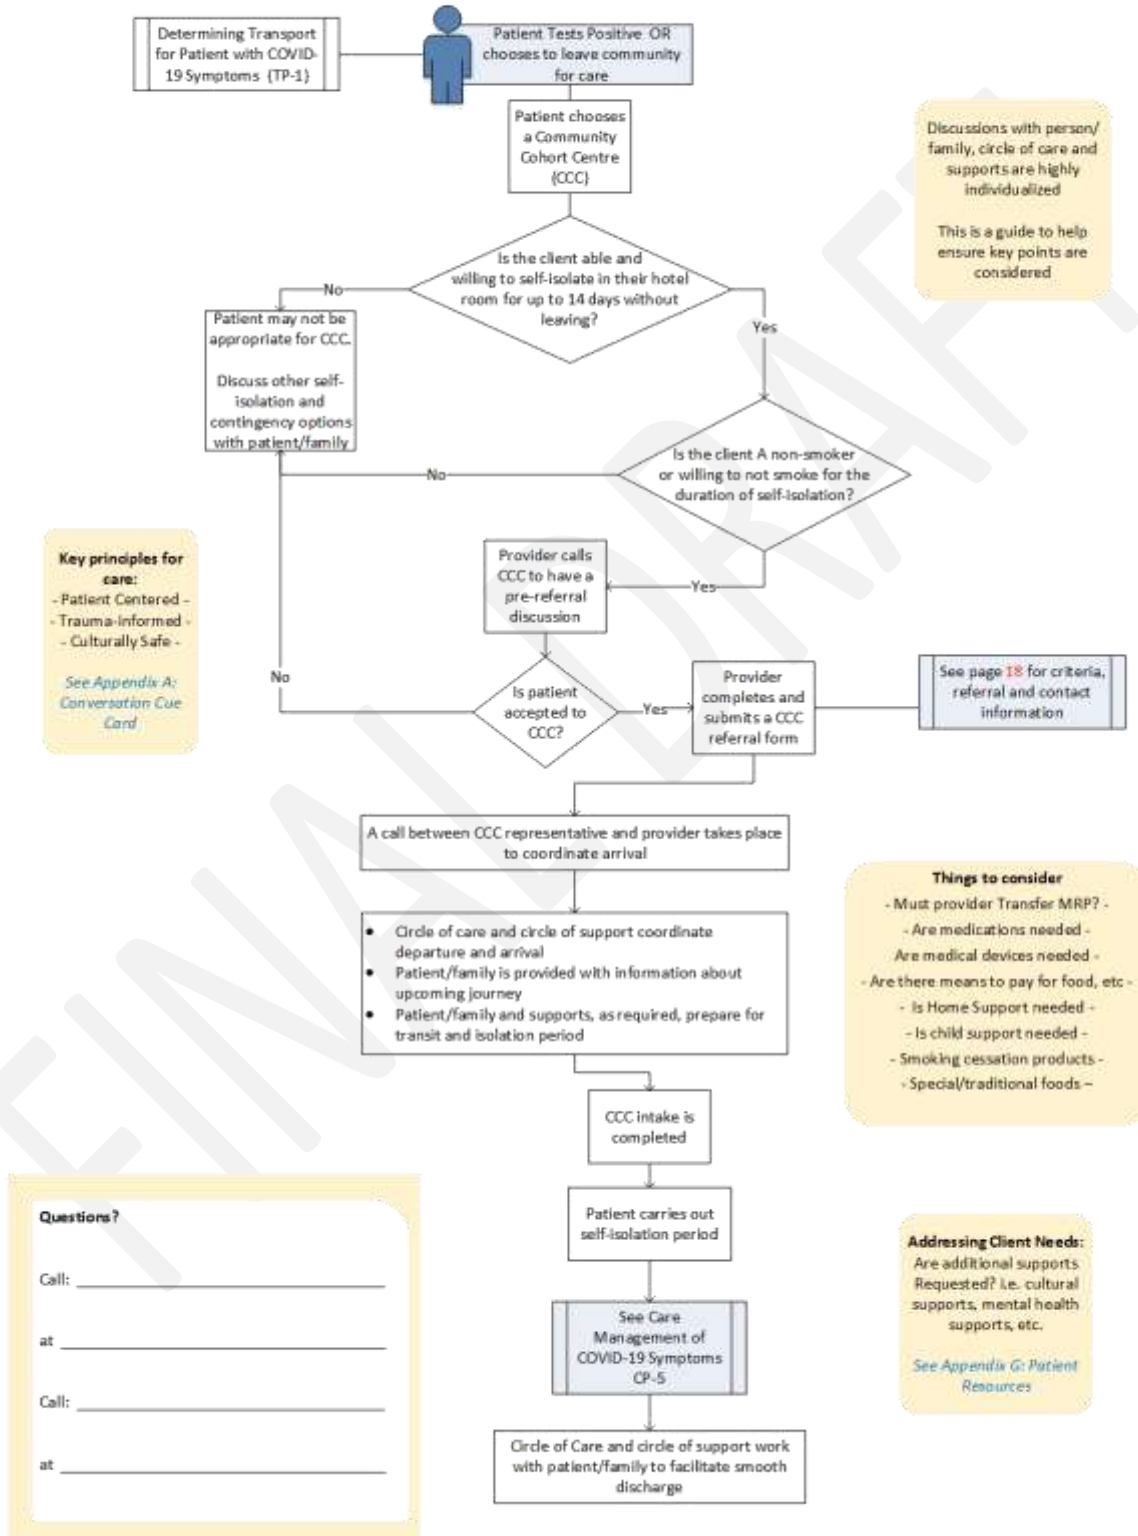 Determining Transport
for Patient with COVID-
19 Symptoms (TP-1)
Patient Tests Positive OR
chooses to leave community
for care
Patient chooses
a Community
Cohort Centre
(CCC)
Discussions with person/
family, circle of care and
supports are highly
individualized
This is a guide to help
ensure key points are
considered
Is the client able and
willing to self-isolate in their hotel
room for up to 14 days without
leaving?
No
Yes
Patient may not be
appropriate for CCC.
Discuss other self-
isolation and
contingency options
with patient/family
Is the client A non-smoker
or willing to not smoke for the
duration of self-isolation?
No
Yes
Key principles for
care:
- Patient Centered -
- Trauma-informed -
- Culturally Safe -
See Appendix A:
Conversation Cue
Card
Provider calls
CCC to have a
pre-referral
discussion
Is patient
accepted to
CCC?
No
Yes
Provider
completes and
submits a CCC
referral form
See page 18 for criteria,
referral and contact
information
A call between CCC representative and provider takes place
to coordinate arrival
• Circle of care and circle of support coordinate
departure and arrival
• Patient/family is provided with information about
upcoming journey
• Patient/family and supports, as required, prepare for
transit and isolation period
Things to consider
- Must provider Transfer MRP? -
- Are medications needed -
Are medical devices needed -
- Are there means to pay for food, etc -
- Is Home Support needed -
- Is child support needed -
- Smoking cessation products -
- Special/traditional foods –
CCC intake is
completed
Patient carries out
self-isolation period
See Care
Management of
COVID-19 Symptoms
CP-5
Circle of Care and circle of support work
with patient/family to facilitate smooth
discharge
Questions?
Call:
at
Call:
at
Addressing Client Needs:
Are additional supports
Requested? i.e. cultural
supports, mental health
supports, etc.
See Appendix G: Patient
Resources
FINAL DRAFT